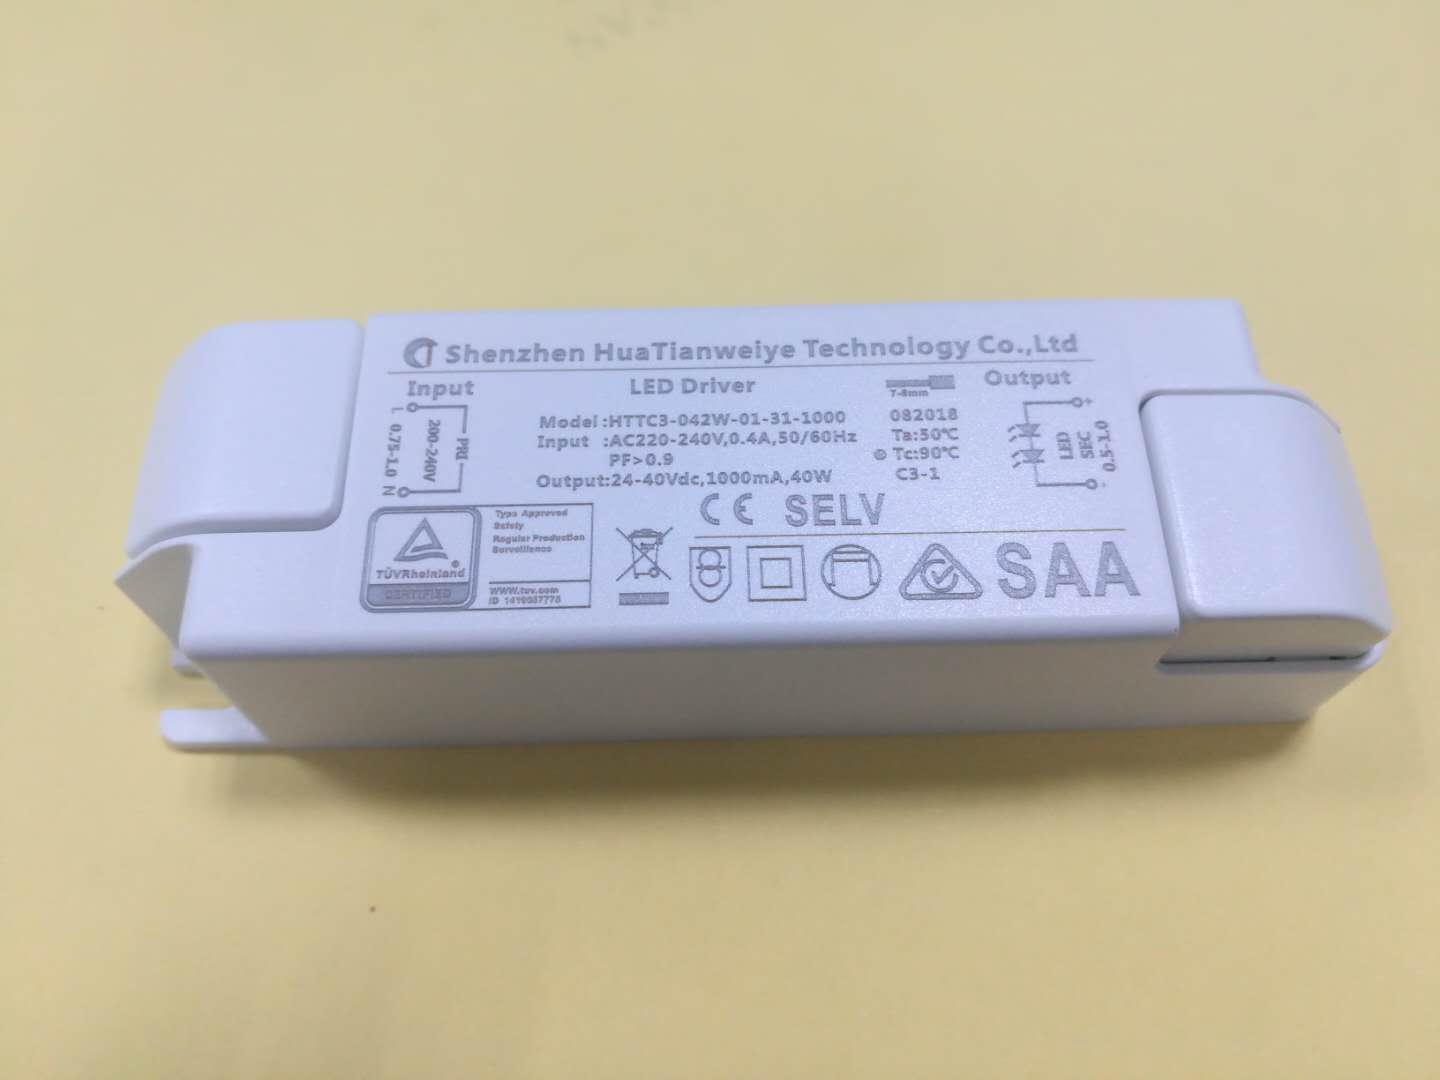 Shenzhen HuaTianweiye Technology Co.,Ltd
Input
LED Driver
7-8mm
Output
L
0.75-1.0
N
200-240V
PRI
Model:HTTC3-042W-01-31-1000
Input :AC220-240V,0.4A,50/60Hz
PF>0.9
Output:24-40Vdc,1000mA,40W
082018
Ta:50℃
Tc:90℃
C3-1
+
LED
SEC
0.5-1.0
-
CE SELV
TÜVRheinland®
CERTIFIED
Type Approved
Safety
Regular Production
Surveillance
WWW.tuv.com
ID 1419057775
SAA